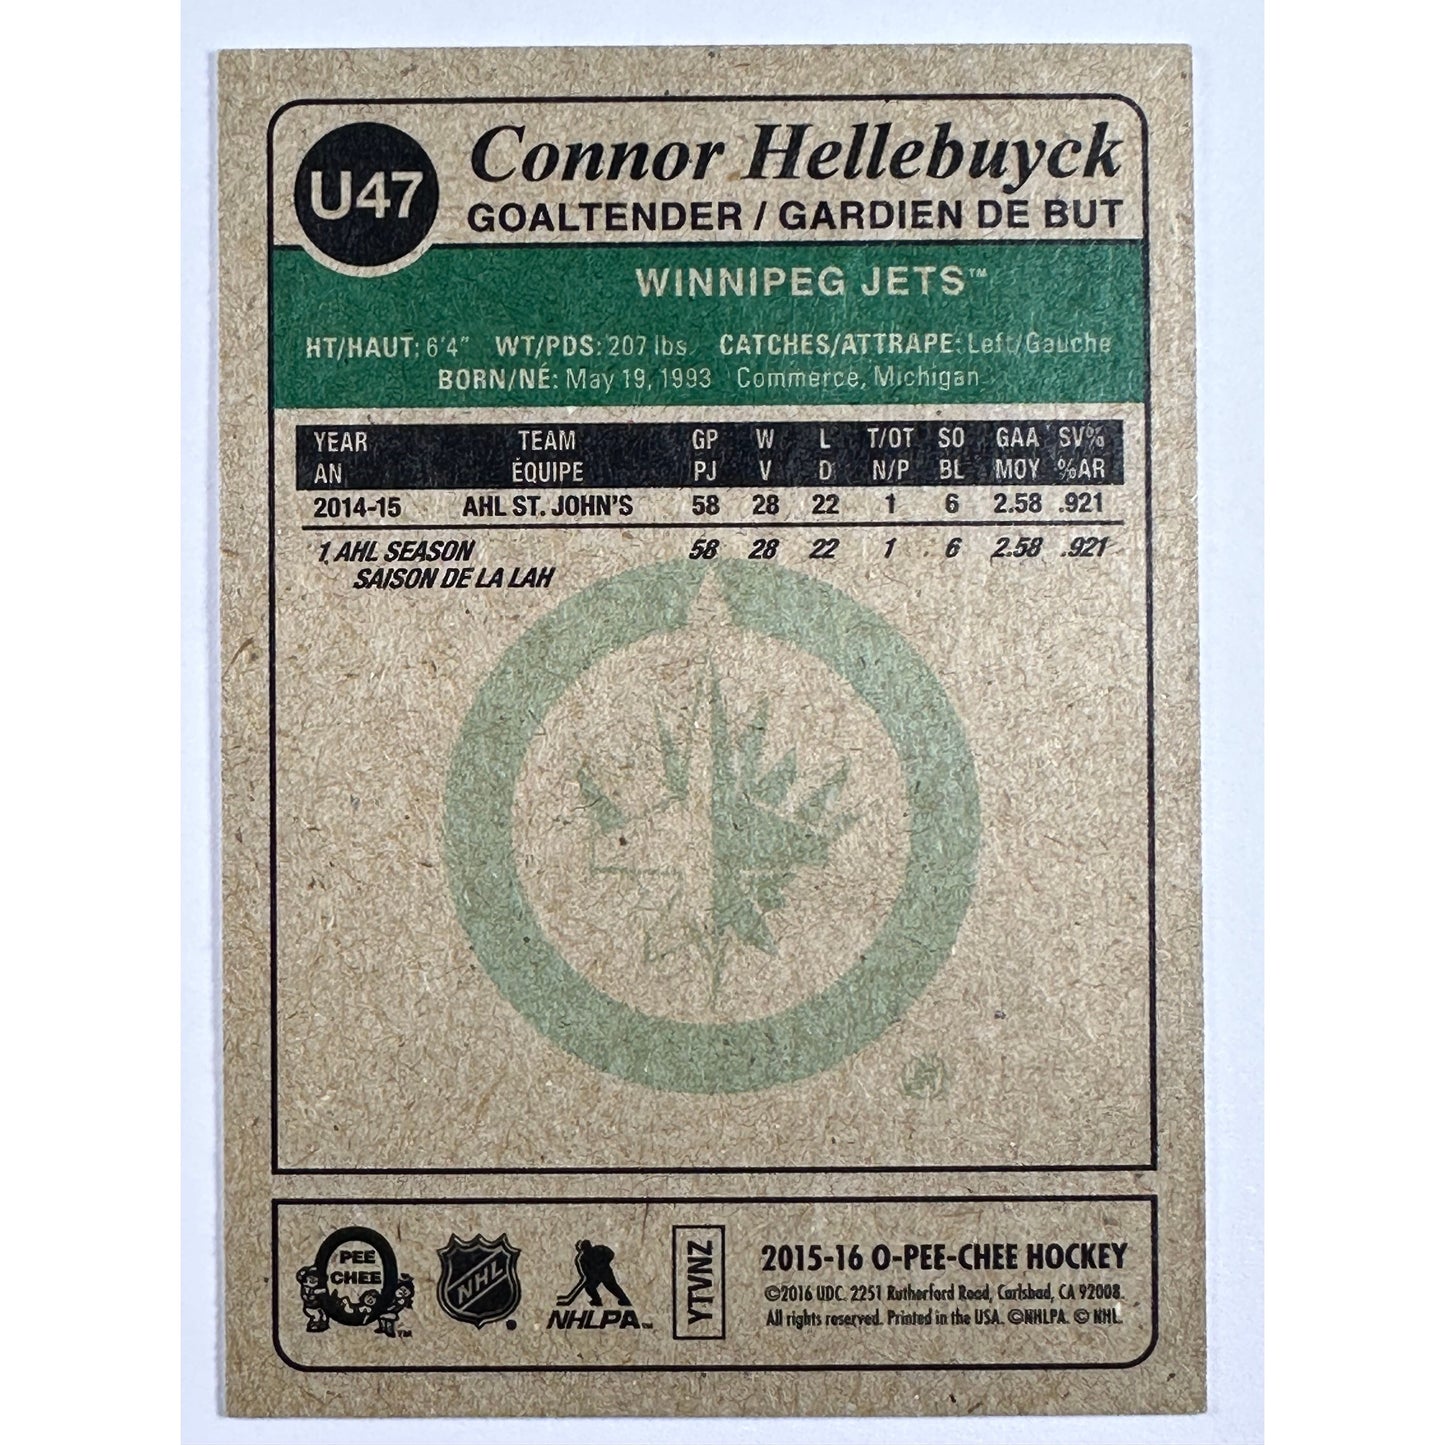 U47
Connor Hellebuyck
GOALTENDER / GARDIEN DE BUT
WINNIPEG JETS™
HT/HAUT: 6'4" WT/PDS: 207 lbs. CATCHES/ATTRAPE: Left/Gauche
BORN/NÉ: May 19, 1993 Commerce, Michigan
YEAR TEAM GP W L T/OT SO GAA SV%
AN ÉQUIPE PJ V D N/P BL MOY %AR
2014-15 AHL ST. JOHN'S 58 28 22 1 6 2.58 .921
1 AHL SEASON 58 28 22 1 6 2.58 .921
SAISON DE LA LAH
PEE
CHEE
™
NHL
NHLPA™
YTVNZ
2015-16 O-PEE-CHEE HOCKEY
©2016 UDC. 2251 Rutherford Road, Carlsbad, CA 92008.
All rights reserved. Printed in the USA. ©NHLPA. © NHL.